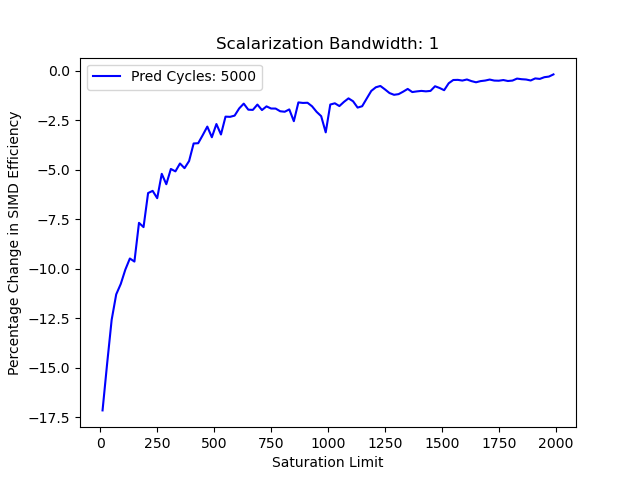 Scalarization Bandwidth: 1
Pred Cycles: 5000
Percentage Change in SIMD Efficiency
0.0
−2.5
−5.0
−7.5
−10.0
−12.5
−15.0
−17.5
0 250 500 750 1000 1250 1500 1750 2000
Saturation Limit